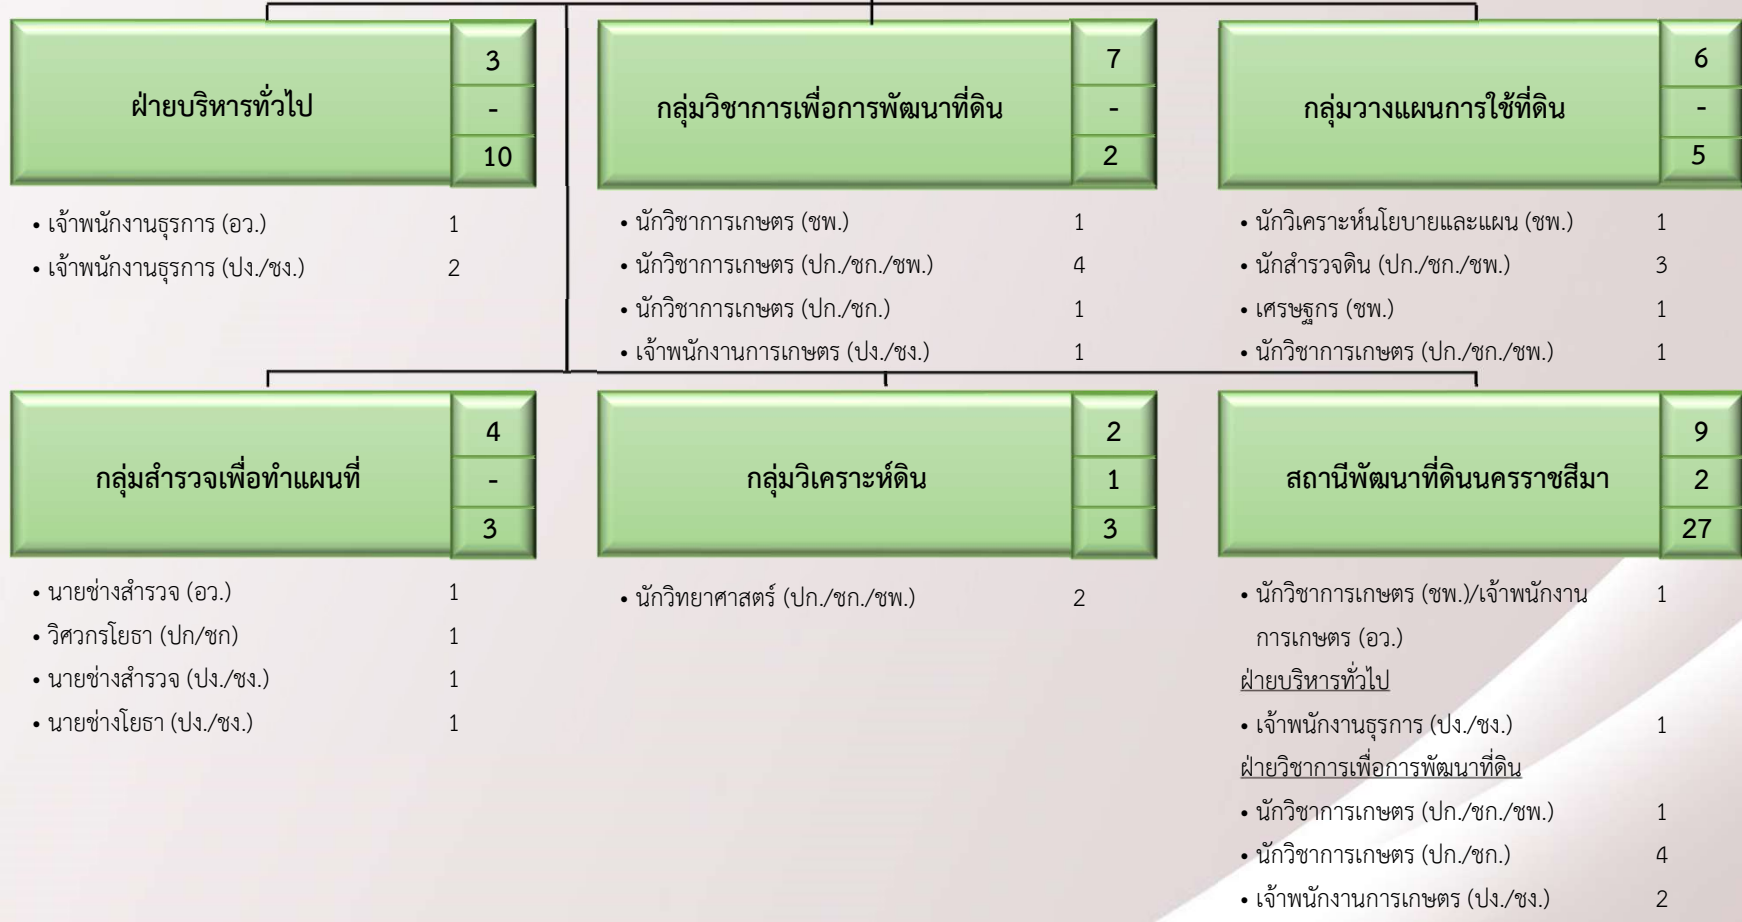 ฝ่ายบริหารทั่วไป
3
-
10
• เจ้าพนักงานธุรการ (อว.) 1
• เจ้าพนักงานธุรการ (ปง./ชง.) 2
กลุ่มวิชาการเพื่อการพัฒนาที่ดิน
7
-
2
• นักวิชาการเกษตร (ชพ.) 1
• นักวิชาการเกษตร (ปก./ชก./ชพ.) 4
• นักวิชาการเกษตร (ปก./ชก.) 1
• เจ้าพนักงานการเกษตร (ปง./ชง.) 1
กลุ่มวางแผนการใช้ที่ดิน
6
-
5
• นักวิเคราะห์นโยบายและแผน (ชพ.) 1
• นักสำรวจดิน (ปก./ชก./ชพ.) 3
• เศรษฐกร (ชพ.) 1
• นักวิชาการเกษตร (ปก./ชก./ชพ.) 1
กลุ่มสำรวจเพื่อทำแผนที่
4
-
3
• นายช่างสำรวจ (อว.) 1
• วิศวกรโยธา (ปก/ชก) 1
• นายช่างสำรวจ (ปง./ชง.) 1
• นายช่างโยธา (ปง./ชง.) 1
กลุ่มวิเคราะห์ดิน
2
1
3
• นักวิทยาศาสตร์ (ปก./ชก./ชพ.) 2
สถานีพัฒนาที่ดินนครราชสีมา
9
2
27
• นักวิชาการเกษตร (ชพ.)/เจ้าพนักงาน 1
การเกษตร (อว.)
ฝ่ายบริหารทั่วไป
• เจ้าพนักงานธุรการ (ปง./ชง.) 1
ฝ่ายวิชาการเพื่อการพัฒนาที่ดิน
• นักวิชาการเกษตร (ปก./ชก./ชพ.) 1
• นักวิชาการเกษตร (ปก./ชก.) 4
• เจ้าพนักงานการเกษตร (ปง./ชง.) 2